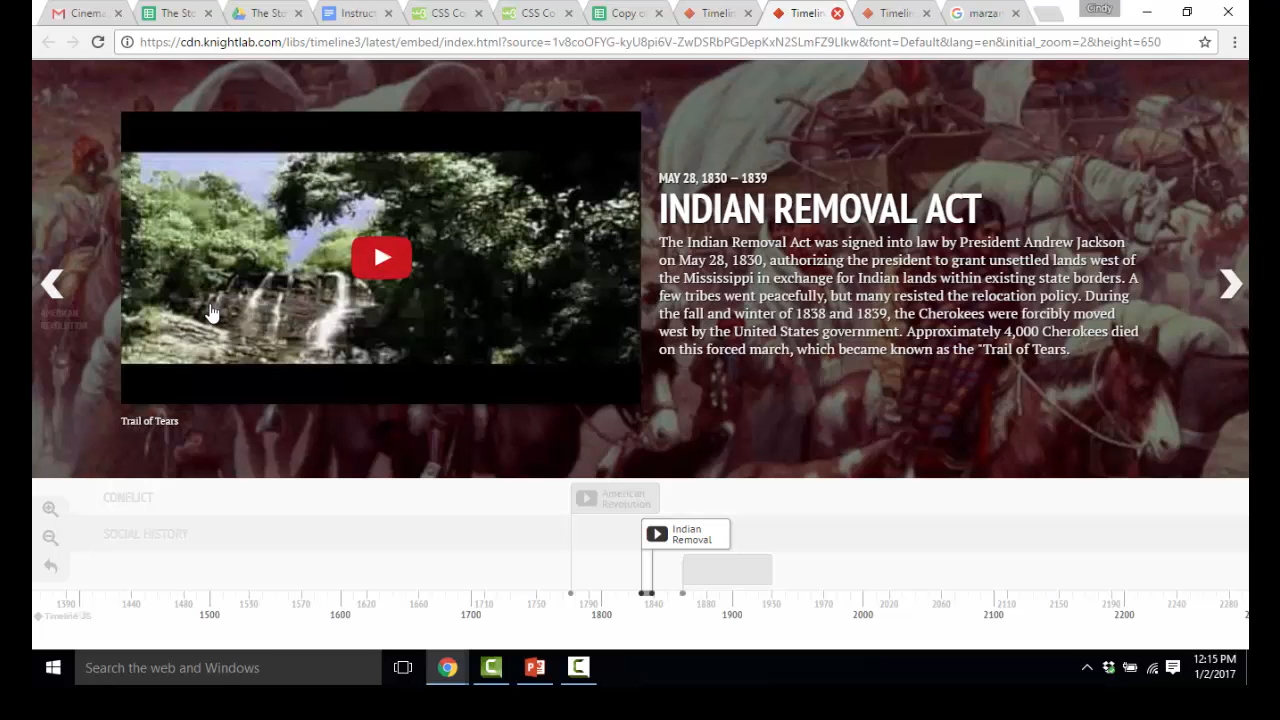 Cinema
The Sto
The Sto
Instruct
CSS Co
CSS Co
Copy o
Timelin
Timelin
Timelin
marzan
Cindy
https://cdn.knightlab.com/libs/timeline3/latest/embed/index.html?source=1v8coOFYG-kyU8pi6V-ZwDSRbPGDepKxN2SLmFZ9LIkw&font=Default&lang=en&initial_zoom=2&height=650
MAY 28, 1830 — 1839
INDIAN REMOVAL ACT
The Indian Removal Act was signed into law by President Andrew Jackson
on May 28, 1830, authorizing the president to grant unsettled lands west of
the Mississippi in exchange for Indian lands within existing state borders. A
few tribes went peacefully, but many resisted the relocation policy. During
the fall and winter of 1838 and 1839, the Cherokees were forcibly moved
west by the United States government. Approximately 4,000 Cherokees died
on this forced march, which became known as the "Trail of Tears.
AMERICAN
REVOLUTION
Trail of Tears
CONFLICT
American
Revolution
SOCIAL HISTORY
Indian
Removal
1390 1440 1480 1530 1570 1620 1660 1710 1750 1790 1840 1880 1930 1970 2020 2060 2110 2150 2190 2240 2280
Timeline JS
1500 1600 1700 1800 1900 2000 2100 2200 2
Search the web and Windows
12:15 PM
1/2/2017